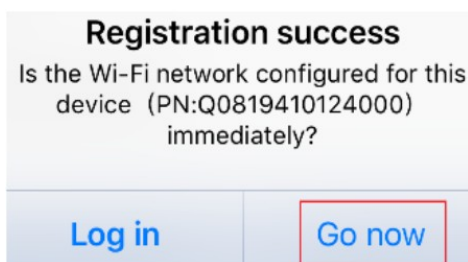 Registration success
Is the Wi-Fi network configured for this
device（PN:Q0819410124000）
immediately?
Log in
Go now